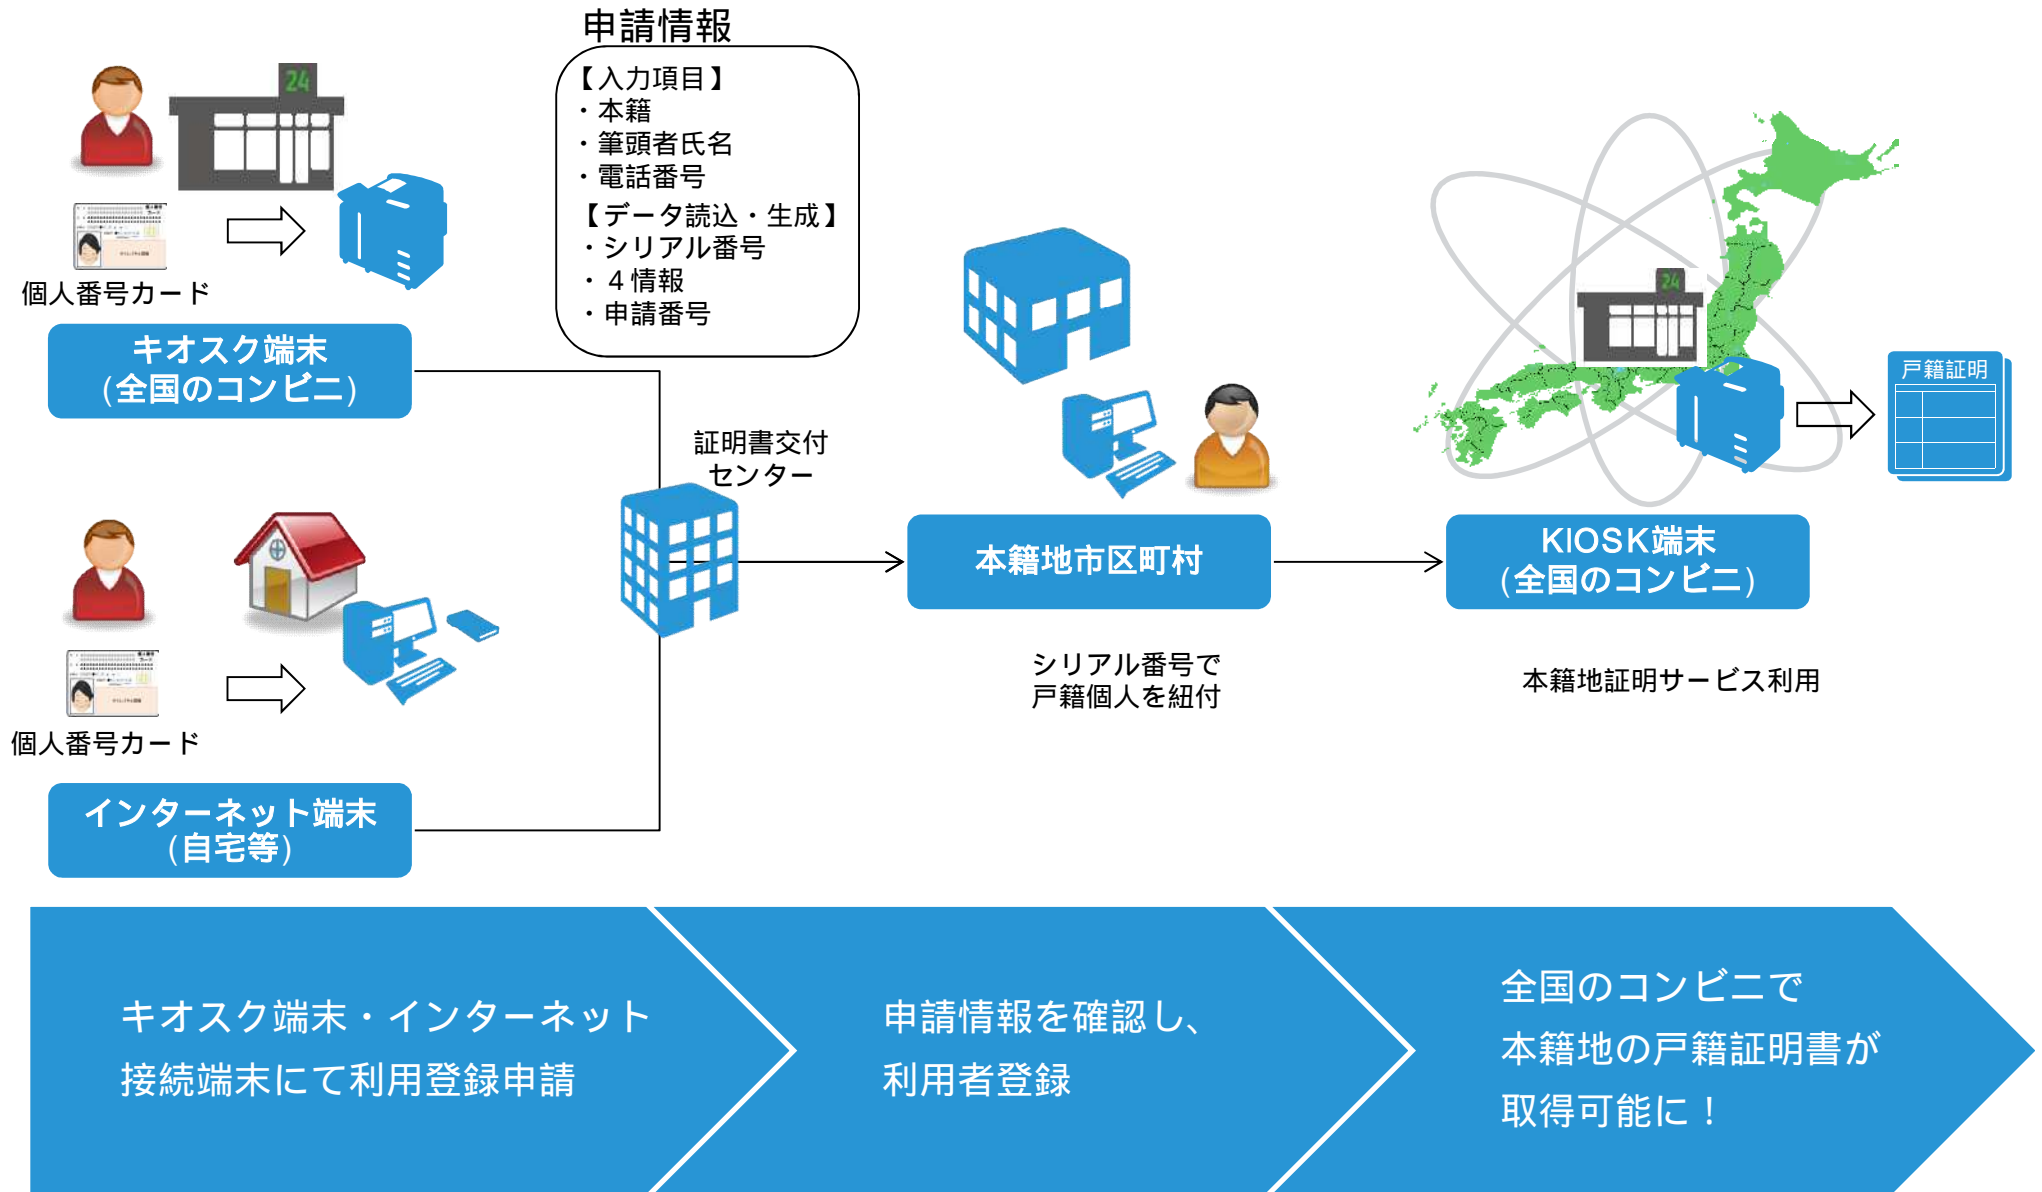 申請情報
【入力項目】
・本籍
・筆頭者氏名
・電話番号
【データ読込・生成】
・シリアル番号
・４情報
・申請番号
24
個人番号カード
キオスク端末
(全国のコンビニ)
証明書交付
センター
個人番号カード
インターネット端末
(自宅等)
本籍地市区町村
シリアル番号で
戸籍個人を紐付
24
戸籍証明
KIOSK端末
(全国のコンビニ)
本籍地証明サービス利用
キオスク端末・インターネット
接続端末にて利用登録申請
申請情報を確認し、
利用者登録
全国のコンビニで
本籍地の戸籍証明書が
取得可能に！